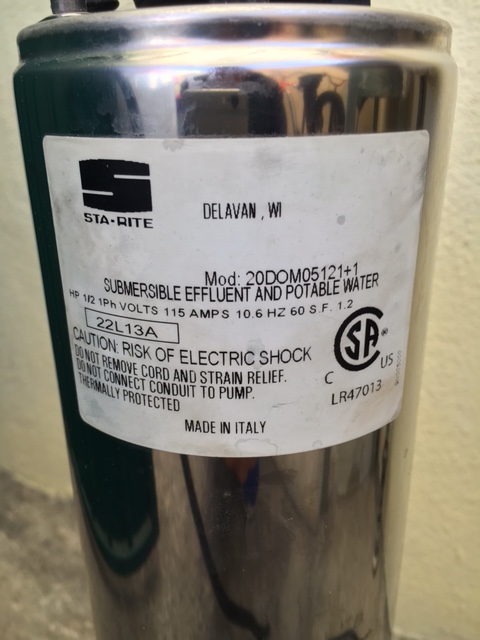 S
STA·RITE
DELAVAN, WI
Mod: 20DOM05121+1
SUBMERSIBLE EFFLUENT AND POTABLE WATER
HP 1/2 1Ph VOLTS 115 AMPS 10.6 HZ 60 S.F. 1.2
22L13A
CAUTION: RISK OF ELECTRIC SHOCK
DO NOT REMOVE CORD AND STRAIN RELIEF.
DO NOT CONNECT CONDUIT TO PUMP.
THERMALLY PROTECTED
CSA ®
C US
LR47013
MADE IN ITALY